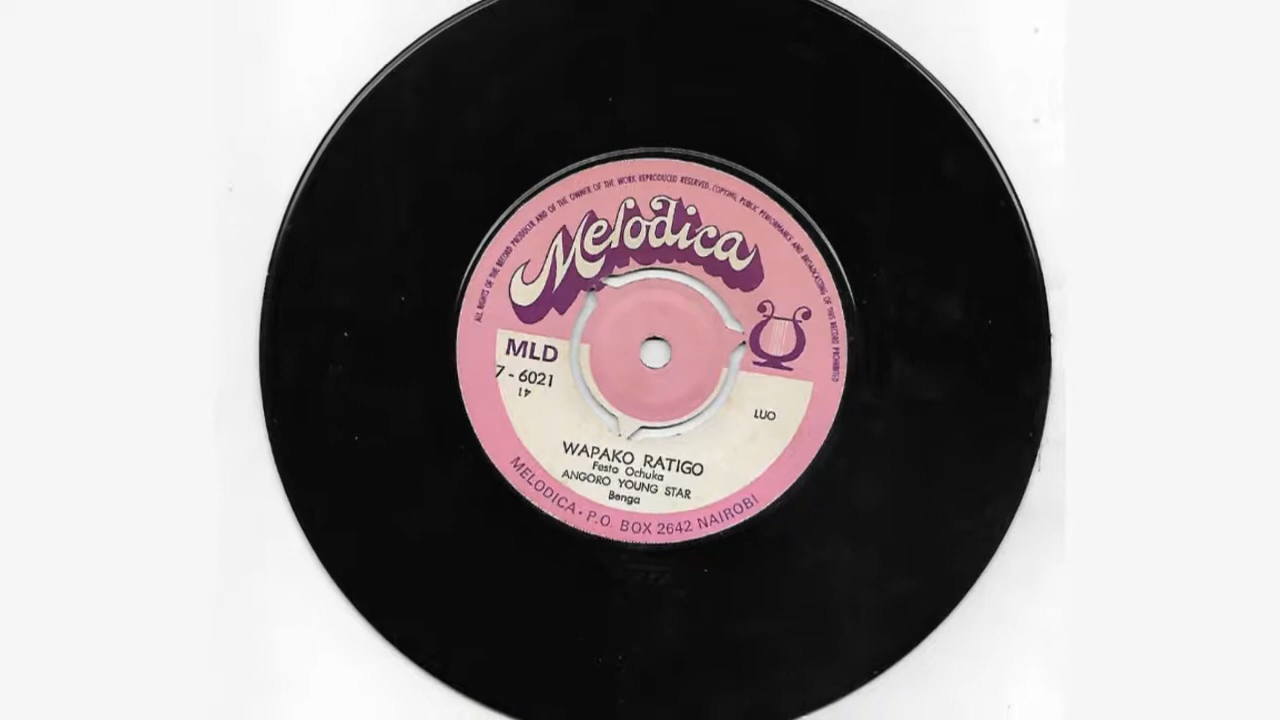 ALL RIGHTS OF THE RECORD PRODUCER AND OF THE OWNER OF THE WORK REPRODUCED RESERVED. COPYING, PUBLIC PERFORMANCE AND BROADCASTING OF THIS RECORD PROHIBITED
Melodica
MLD
7 - 6021
LUO
WAPAKO RATIGO
Festo Ochuka
ANGORO YOUNG STAR
Benga
MELODICA • P.O. BOX 2642 NAIROBI